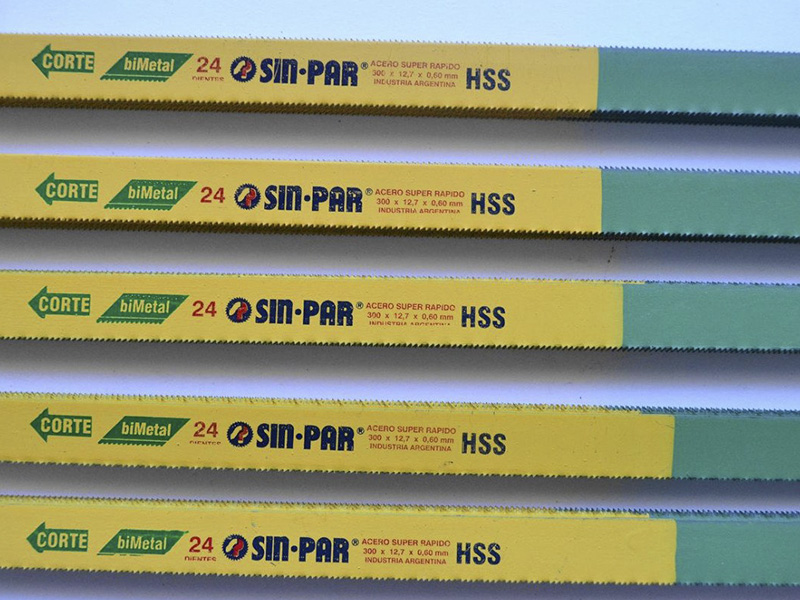 CORTE biMetal 24 DIENTES SIN·PAR® ACERO SUPER RAPIDO HSS
300 x 12,7 x 0,60 mm
INDUSTRIA ARGENTINA
CORTE biMetal 24 SIN·PAR® ACERO SUPER RAPIDO HSS
300 x 12,7 x 0,60 mm
INDUSTRIA ARGENTINA
CORTE biMetal 24 SIN·PAR® ACERO SUPER RAPIDO HSS
300 x 12,7 x 0,60 mm
INDUSTRIA ARGENTINA
CORTE biMetal 24 DIENTES SIN·PAR® ACERO SUPER RAPIDO HSS
300 x 12,7 x 0,60 mm
INDUSTRIA ARGENTINA
CORTE biMetal 24 DIENTES SIN·PAR® ACERO SUPER RAPIDO HSS
300 x 12,7 x 0,60 mm
INDUSTRIA ARGENTINA